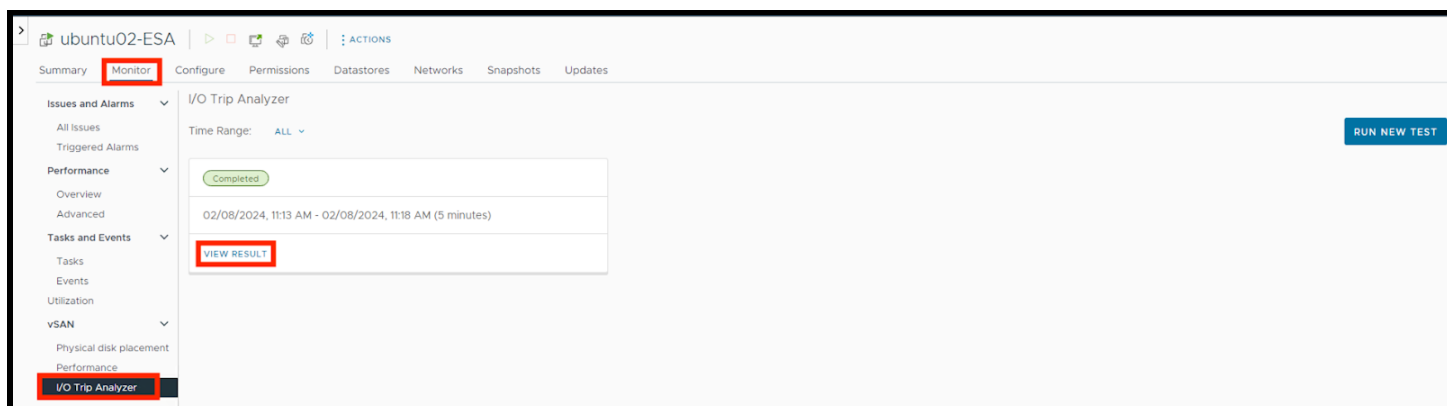 ubuntu02-ESA
ACTIONS
Summary Monitor Configure Permissions Datastores Networks Snapshots Updates
Issues and Alarms
All Issues
Triggered Alarms
Performance
Overview
Advanced
Tasks and Events
Tasks
Events
Utilization
vSAN
Physical disk placement
Performance
I/O Trip Analyzer
I/O Trip Analyzer
Time Range: ALL
RUN NEW TEST
Completed
02/08/2024, 11:13 AM - 02/08/2024, 11:18 AM (5 minutes)
VIEW RESULT